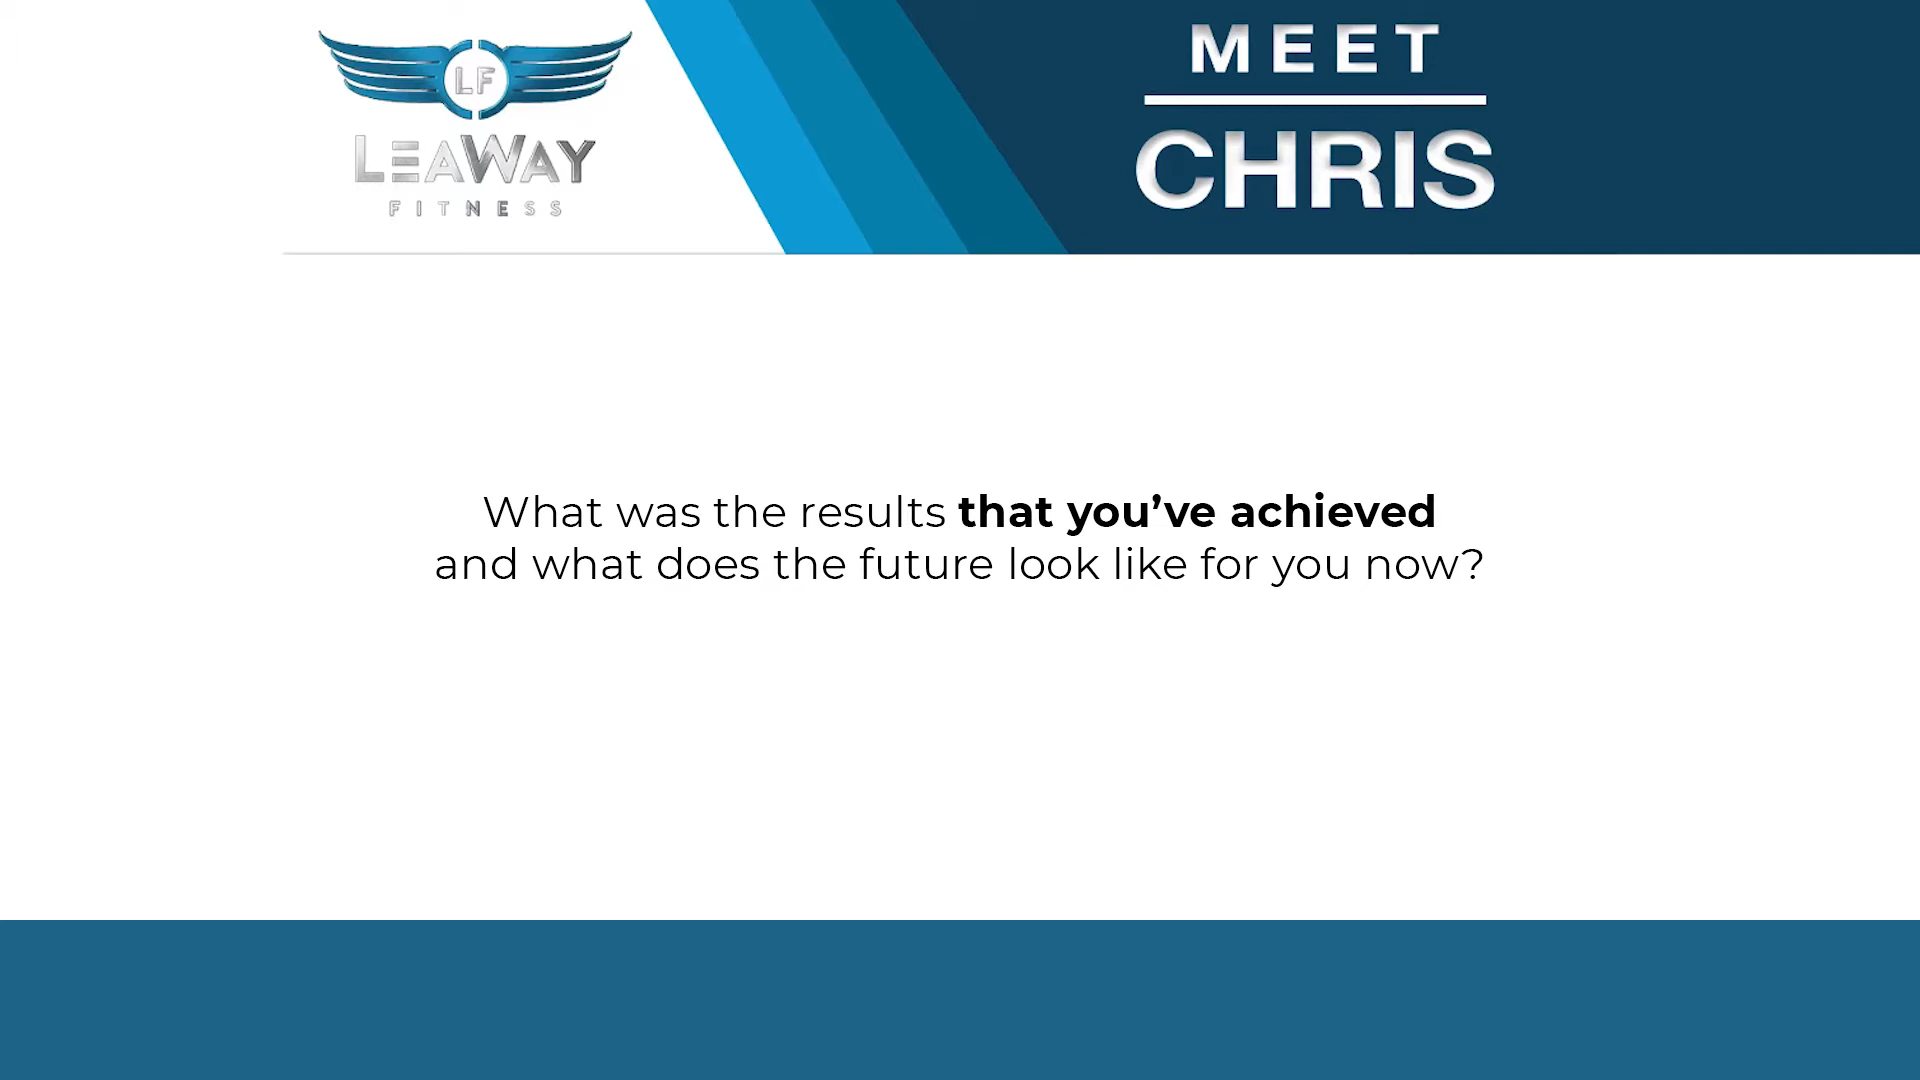 LF
LEAWAY
FITNESS
MEET
CHRIS
What was the results that you’ve achieved
and what does the future look like for you now?